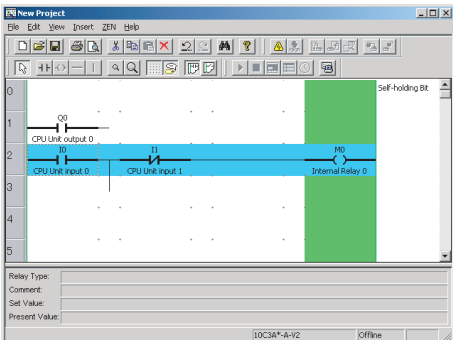 New Project
File Edit View Insert ZEN Help
0 Self-holding Bit
1 Q0
CPU Unit output 0
2 I0 I1 M0
CPU Unit input 0 CPU Unit input 1 Internal Relay 0
3
4
5
Relay Type:
Comment:
Set Value:
Present Value:
10C3A*-A-V2 Offline